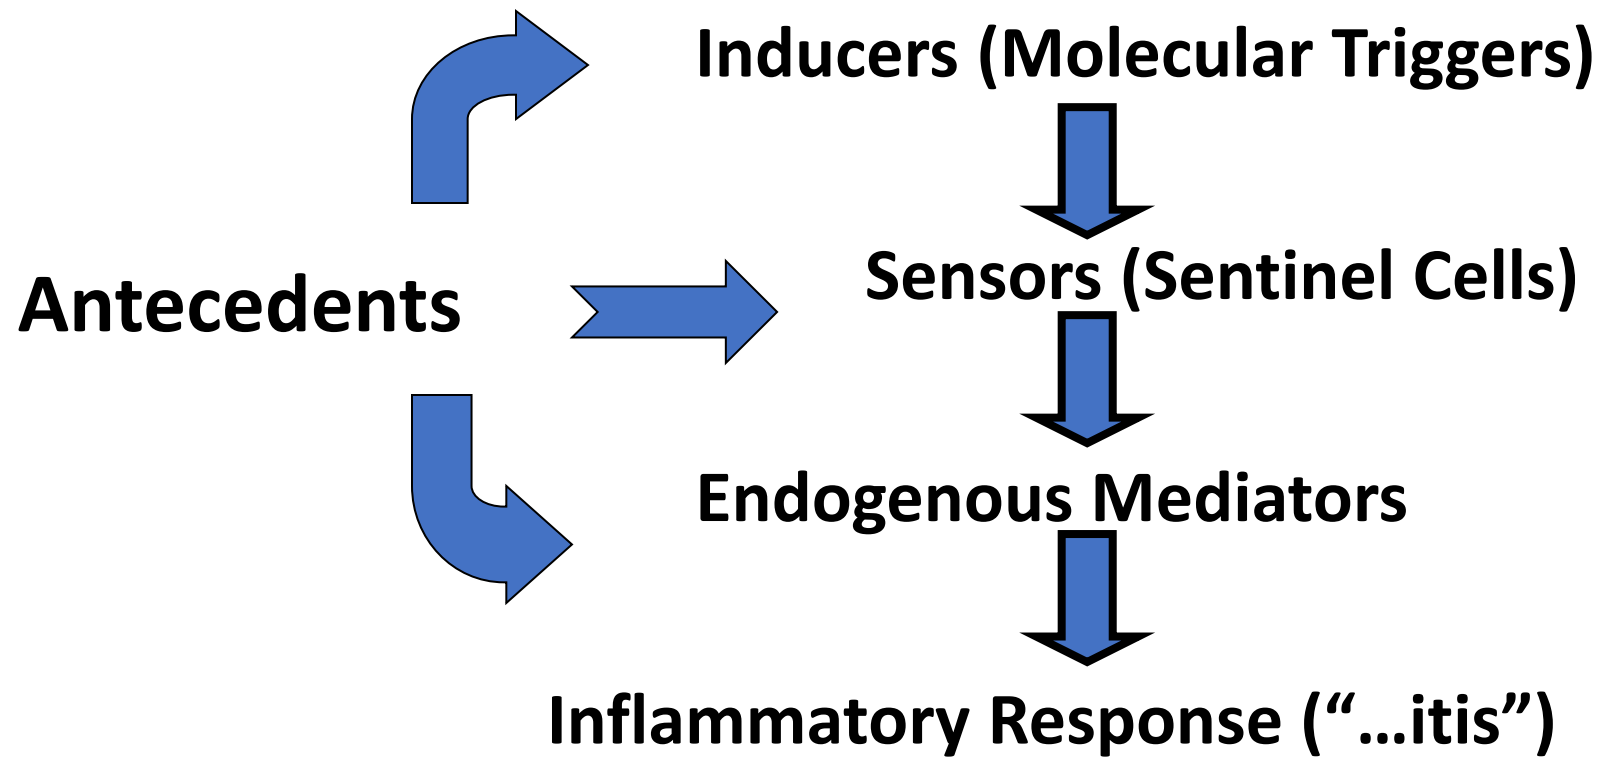 Inducers (Molecular Triggers)
Sensors (Sentinel Cells)
Antecedents
Endogenous Mediators
Inflammatory Response (“...itis”)